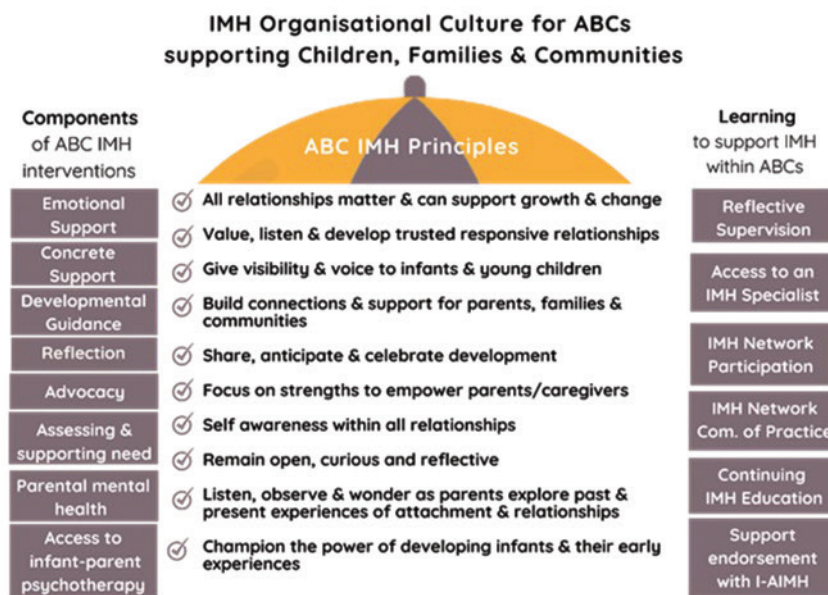 IMH Organisational Culture for ABCs
supporting Children, Families & Communities
Components
of ABC IMH
interventions
Emotional
Support
Concrete
Support
Developmental
Guidance
Reflection
Advocacy
Assessing &
supporting need
Parental mental
health
Access to
infant-parent
psychotherapy
ABC IMH Principles
All relationships matter & can support growth & change
Value, listen & develop trusted responsive relationships
Give visibility & voice to infants & young children
Build connections & support for parents, families &
communities
Share, anticipate & celebrate development
Focus on strengths to empower parents/caregivers
Self awareness within all relationships
Remain open, curious and reflective
Listen, observe & wonder as parents explore past &
present experiences of attachment & relationships
Champion the power of developing infants & their early
experiences
Learning
to support IMH
within ABCs
Reflective
Supervision
Access to an
IMH Specialist
IMH Network
Participation
IMH Network
Com. of Practice
Continuing
IMH Education
Support
endorsement
with I-AIMH